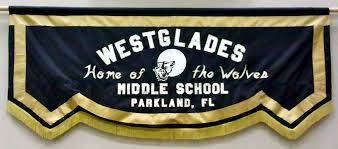 WESTGLADES
Home of the Wolves
MIDDLE SCHOOL
PARKLAND, FL